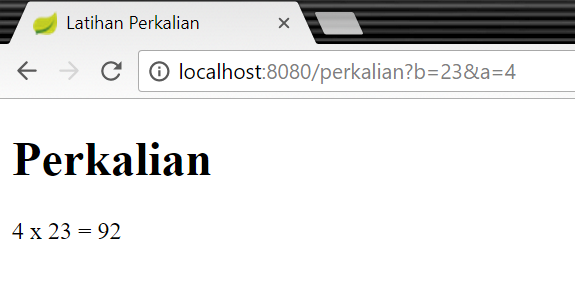 Latihan Perkalian
localhost:8080/perkalian?b=23&a=4
Perkalian
4 x 23 = 92